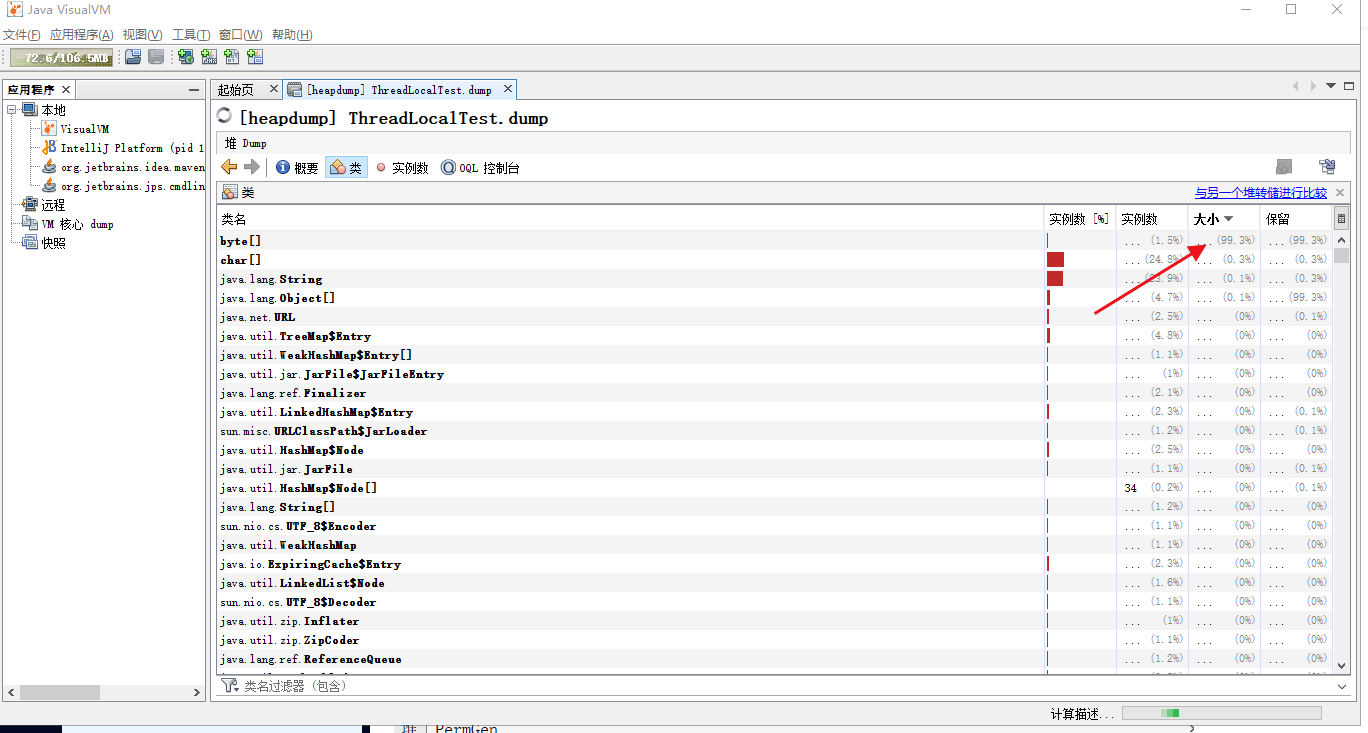 Java VisualVM
文件(F) 应用程序(A) 视图(V) 工具(T) 窗口(W) 帮助(H)
72.6/106.5MB
应用程序
起始页 [heapdump] ThreadLocalTest.dump
本地
VisualVM
IntelliJ Platform (pid 1
org.jetbrains.idea.maven
org.jetbrains.jps.cmdlin
远程
VM 核心 dump
快照
[heapdump] ThreadLocalTest.dump
堆 Dump
概要 类 实例数 OQL 控制台
类 与另一个堆转储进行比较
类名 实例数 [%] 实例数 大小 保留
byte[] ... (1.5%) ... (99.3%) ... (99.3%)
char[] ... (24.8%) ... (0.3%) ... (0.3%)
java.lang.String ... (23.9%) ... (0.1%) ... (0.3%)
java.lang.Object[] ... (4.7%) ... (0.1%) ... (99.3%)
java.net.URL ... (2.5%) ... (0%) ... (0.1%)
java.util.TreeMap$Entry ... (4.8%) ... (0%) ... (0%)
java.util.WeakHashMap$Entry[] ... (1.1%) ... (0%) ... (0%)
java.util.jar.JarFile$JarFileEntry ... (1%) ... (0%) ... (0%)
java.lang.ref.Finalizer ... (2.1%) ... (0%) ... (0%)
java.util.LinkedHashMap$Entry ... (2.3%) ... (0%) ... (0.1%)
sun.misc.URLClassPath$JarLoader ... (1.2%) ... (0%) ... (0.1%)
java.util.HashMap$Node ... (2.5%) ... (0%) ... (0%)
java.util.jar.JarFile ... (1.1%) ... (0%) ... (0.1%)
java.util.HashMap$Node[] 34 (0.2%) ... (0%) ... (0.1%)
java.lang.String[] ... (1.2%) ... (0%) ... (0%)
sun.nio.cs.UTF_8$Encoder ... (1.1%) ... (0%) ... (0%)
java.util.WeakHashMap ... (1.1%) ... (0%) ... (0%)
java.io.ExpiringCache$Entry ... (2.3%) ... (0%) ... (0%)
java.util.LinkedList$Node ... (1.6%) ... (0%) ... (0%)
sun.nio.cs.UTF_8$Decoder ... (1.1%) ... (0%) ... (0%)
java.util.zip.Inflater ... (1%) ... (0%) ... (0%)
java.util.zip.ZipCoder ... (1.1%) ... (0%) ... (0%)
java.lang.ref.ReferenceQueue ... (1.2%) ... (0%) ... (0%)
类名过滤器（包含）
计算描述...
堆 PermGen